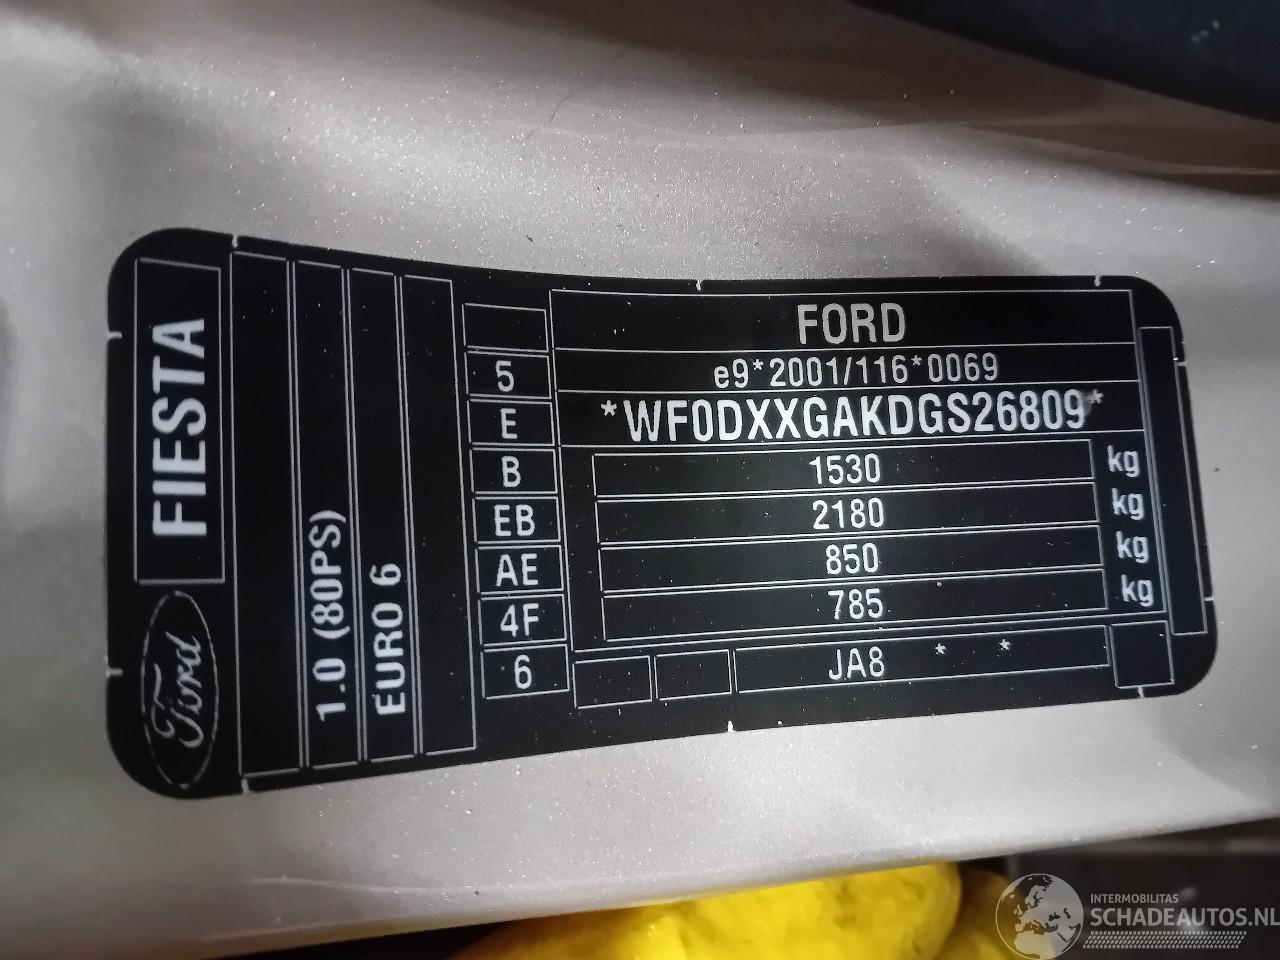 FIESTA
Ford
1.0 (80PS)
EURO 6
5
E
B
EB
AE
4F
6
FORD
e9*2001/116*0069
*WF0DXXGAKDGS26809*
1530 kg
2180 kg
850 kg
785 kg
JA8 * *
INTERMOBILITAS
SCHADEAUTOS.NL